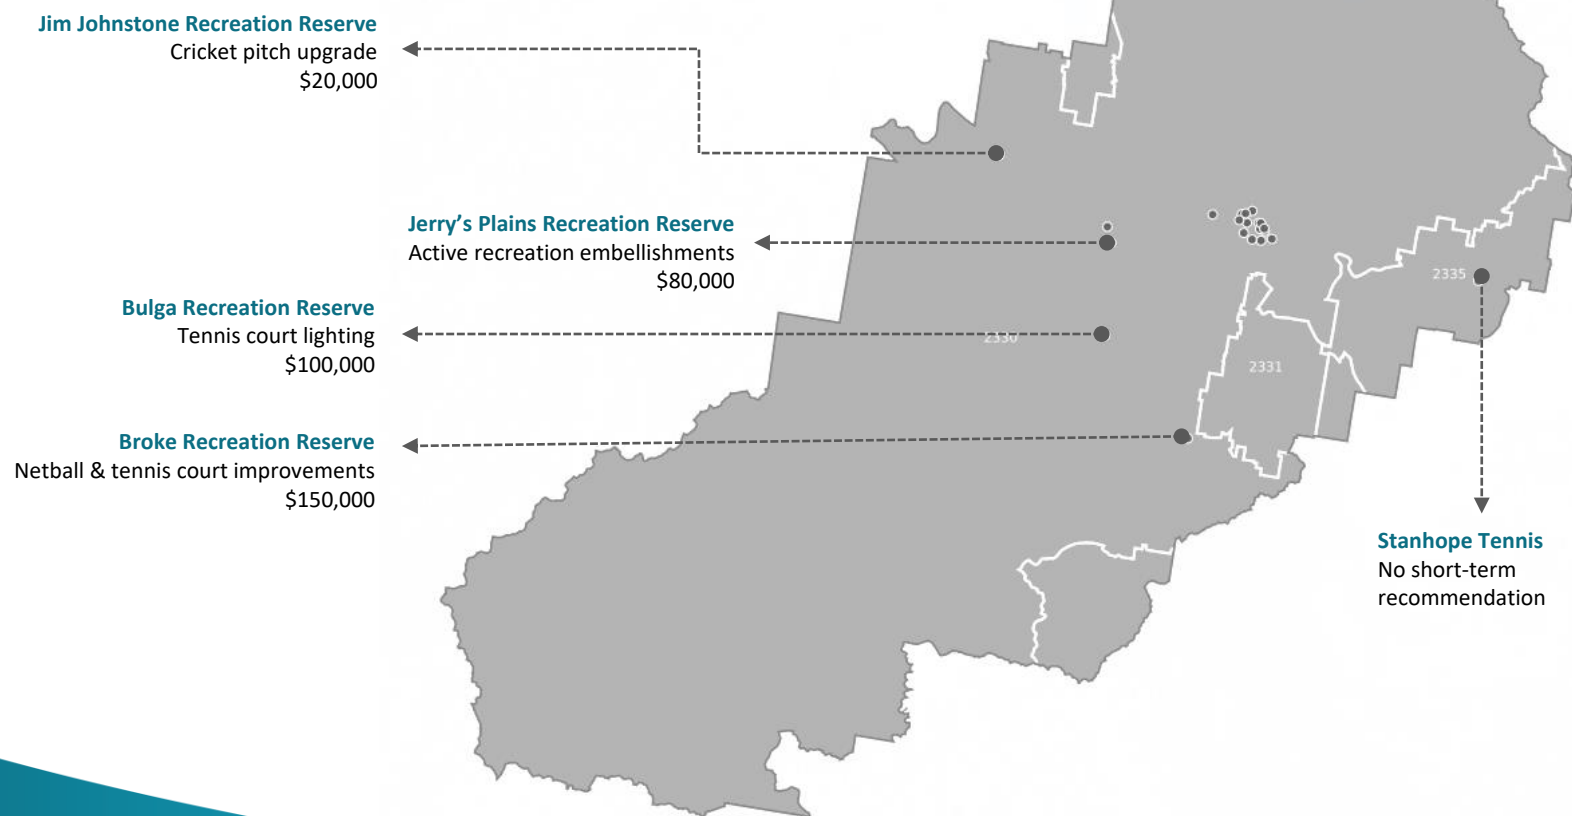 Jim Johnstone Recreation Reserve
Cricket pitch upgrade
$20,000
Jerry’s Plains Recreation Reserve
Active recreation embellishments
$80,000
Bulga Recreation Reserve
Tennis court lighting
$100,000
Broke Recreation Reserve
Netball & tennis court improvements
$150,000
2330
2331
2335
Stanhope Tennis
No short-term
recommendation